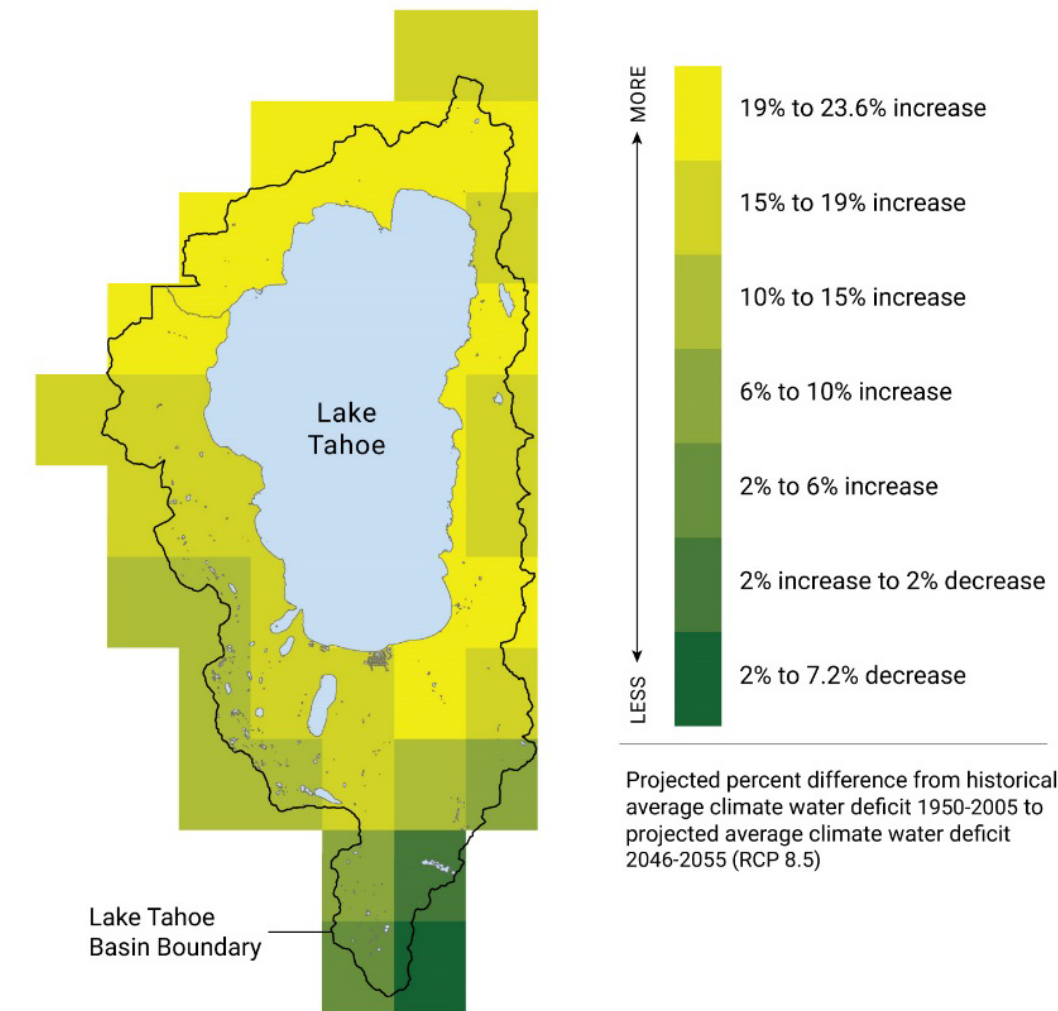 Lake
Tahoe
Lake Tahoe
Basin Boundary
MORE
LESS
19% to 23.6% increase
15% to 19% increase
10% to 15% increase
6% to 10% increase
2% to 6% increase
2% increase to 2% decrease
2% to 7.2% decrease
Projected percent difference from historical
average climate water deficit 1950-2005 to
projected average climate water deficit
2046-2055 (RCP 8.5)